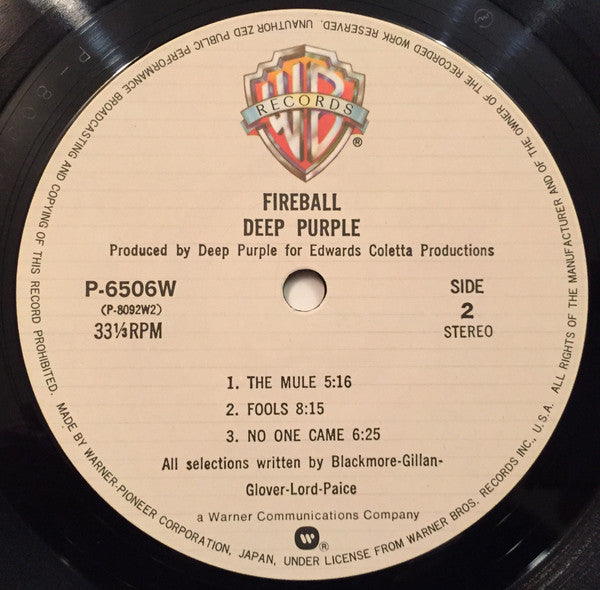 WB
RECORDS
®
FIREBALL
DEEP PURPLE
Produced by Deep Purple for Edwards Coletta Productions
P-6506W
(P-8092W2)
33⅓RPM
SIDE
2
STEREO
1. THE MULE 5:16
2. FOOLS 8:15
3. NO ONE CAME 6:25
All selections written by Blackmore-Gillan-
Glover-Lord-Paice
a Warner Communications Company
W®
MADE BY WARNER-PIONEER CORPORATION, JAPAN, UNDER LICENSE FROM WARNER BROS. RECORDS INC., U.S.A. ALL RIGHTS OF THE MANUFACTURER AND OF THE OWNER OF THE RECORDED WORK RESERVED. UNAUTHORIZED PUBLIC PERFORMANCE BROADCASTING AND COPYING OF THIS RECORD PROHIBITED.